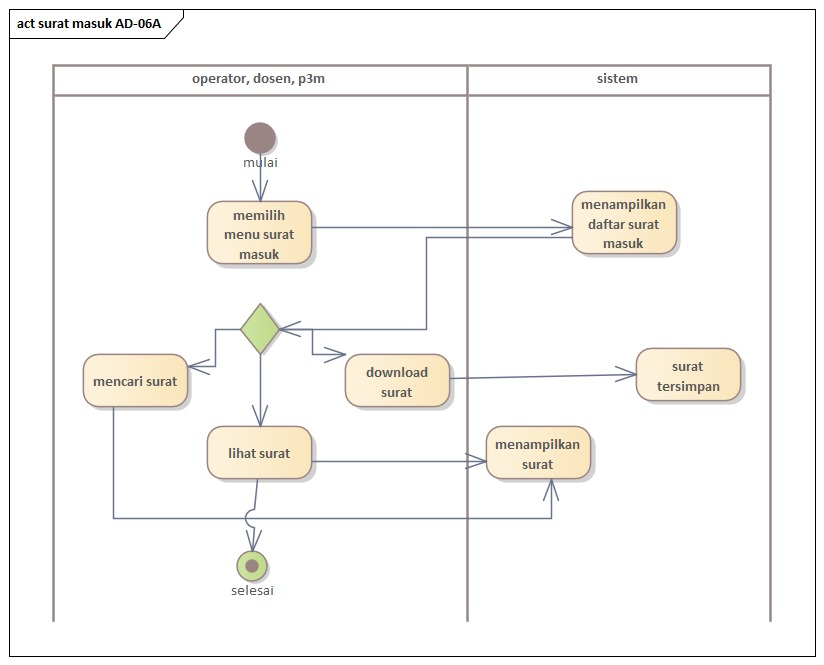 act surat masuk AD-06A
operator, dosen, p3m
sistem
mulai
memilih
menu surat
masuk
menampilkan
daftar surat
masuk
mencari surat
download
surat
surat
tersimpan
lihat surat
menampilkan
surat
selesai